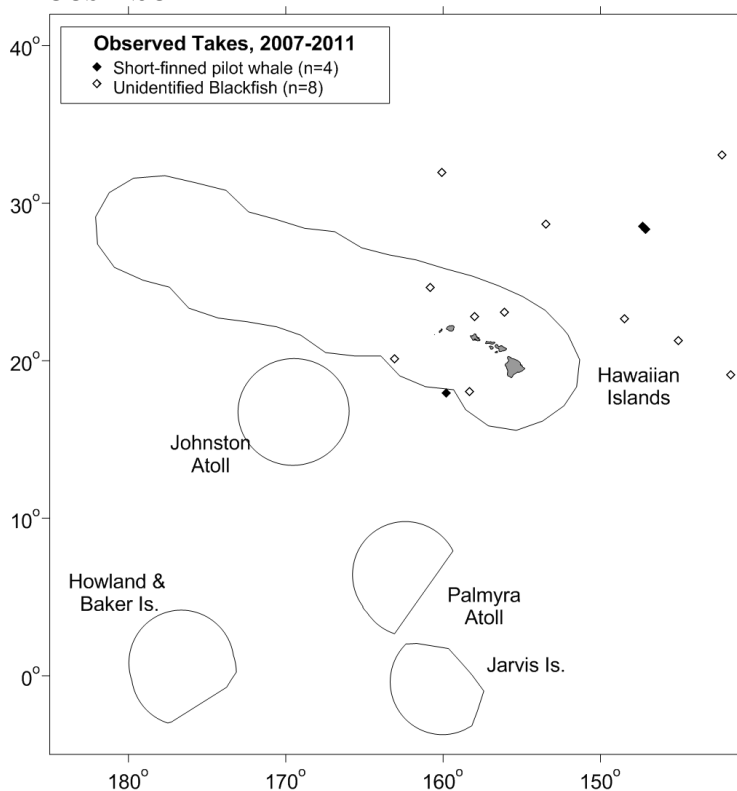 Observed Takes, 2007-2011
Short-finned pilot whale (n=4)
Unidentified Blackfish (n=8)
40°
30°
20°
10°
0°
Hawaiian
Islands
Johnston
Atoll
Howland &
Baker Is.
Palmyra
Atoll
Jarvis Is.
180°
170°
160°
150°